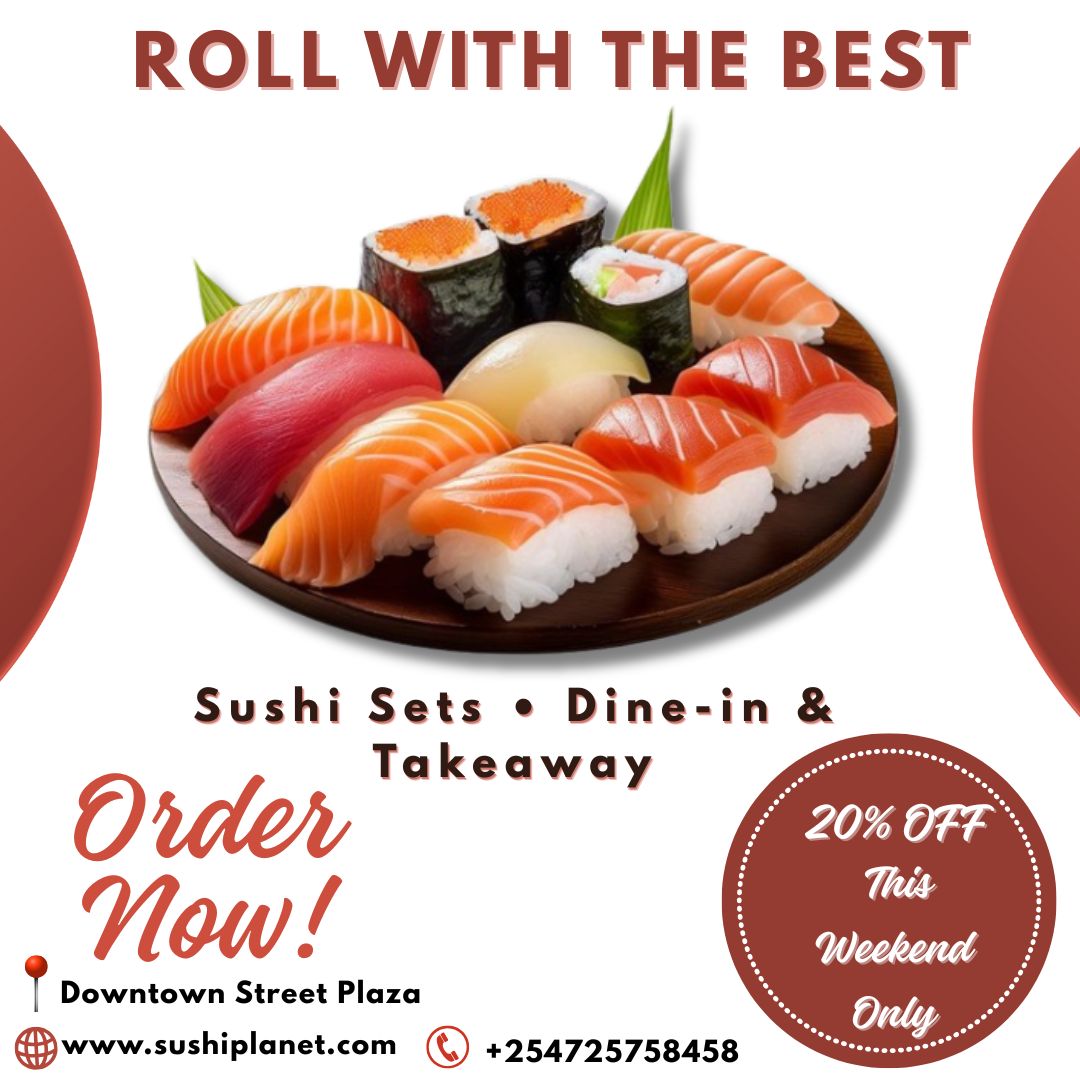 ROLL WITH THE BEST
Sushi Sets • Dine-in &
Takeaway
Order
Now!
20% OFF
This
Weekend
Only
Downtown Street Plaza
www.sushiplanet.com
+254725758458